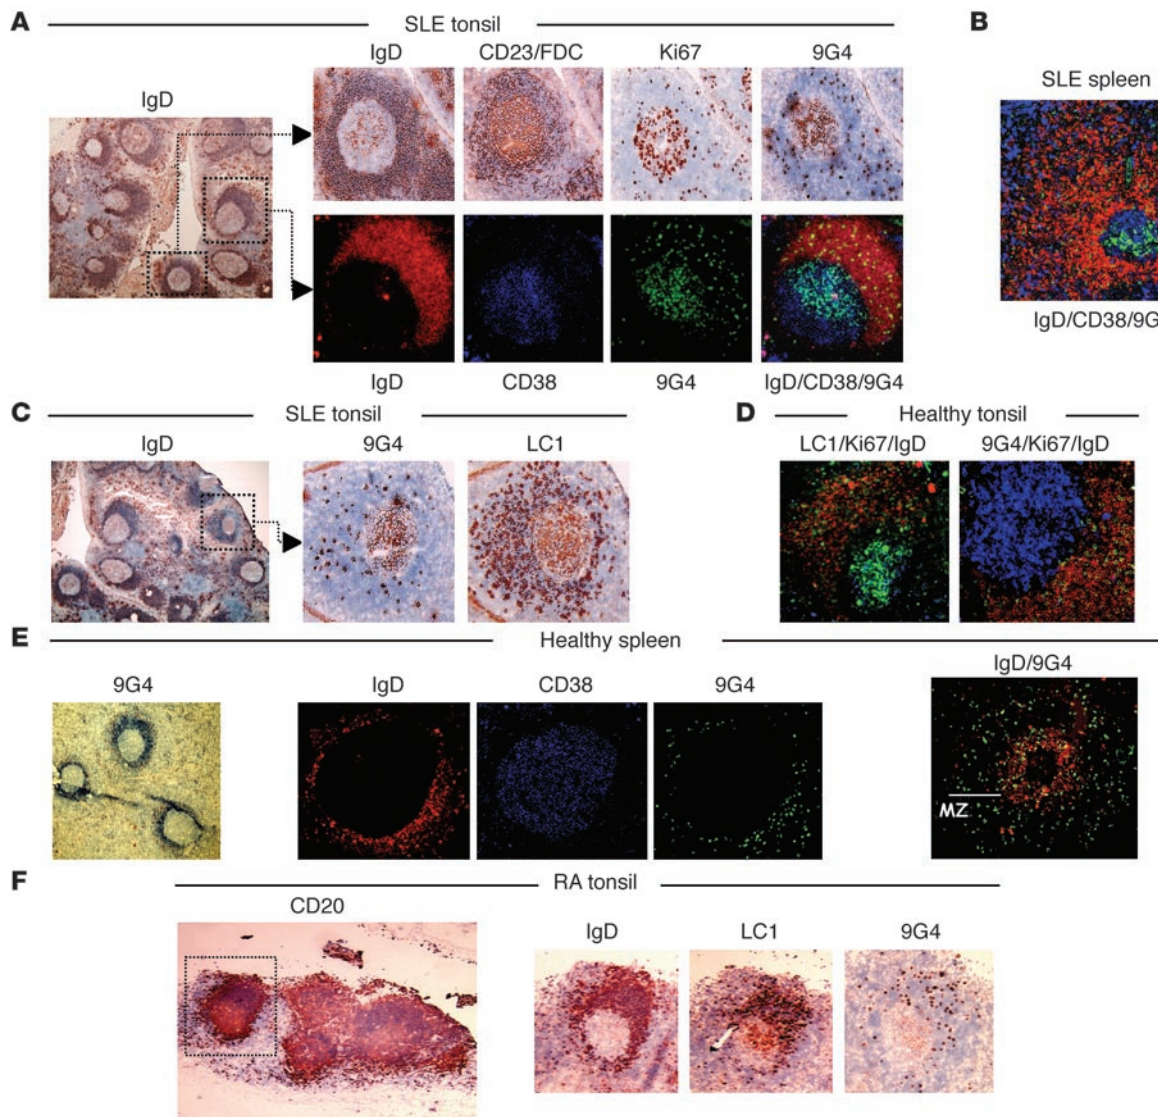 A
SLE tonsil
B
IgD
IgD
CD23/FDC
Ki67
9G4
SLE spleen
IgD
CD38
9G4
IgD/CD38/9G4
IgD/CD38/9G
C
SLE tonsil
D
Healthy tonsil
IgD
9G4
LC1
LC1/Ki67/IgD
9G4/Ki67/IgD
E
Healthy spleen
9G4
IgD
CD38
9G4
IgD/9G4
MZ
F
RA tonsil
CD20
IgD
LC1
9G4